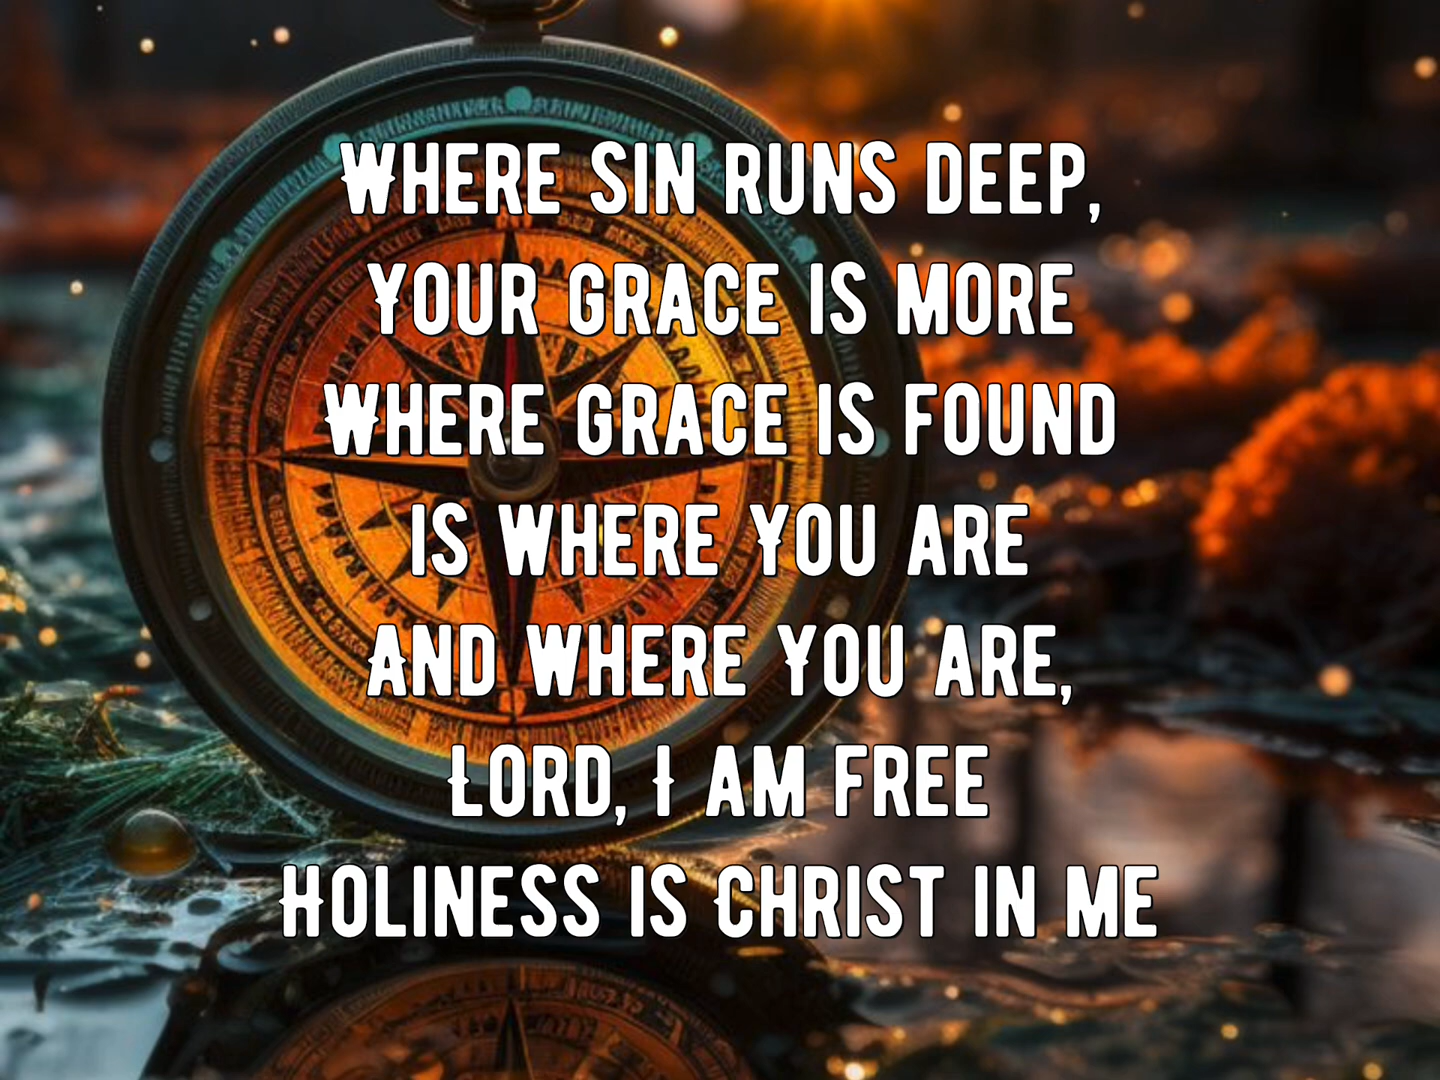 Where sin runs deep,
Your grace is more
Where grace is found
is where You are
And where You are,
Lord, I am free
Holiness is Christ in me